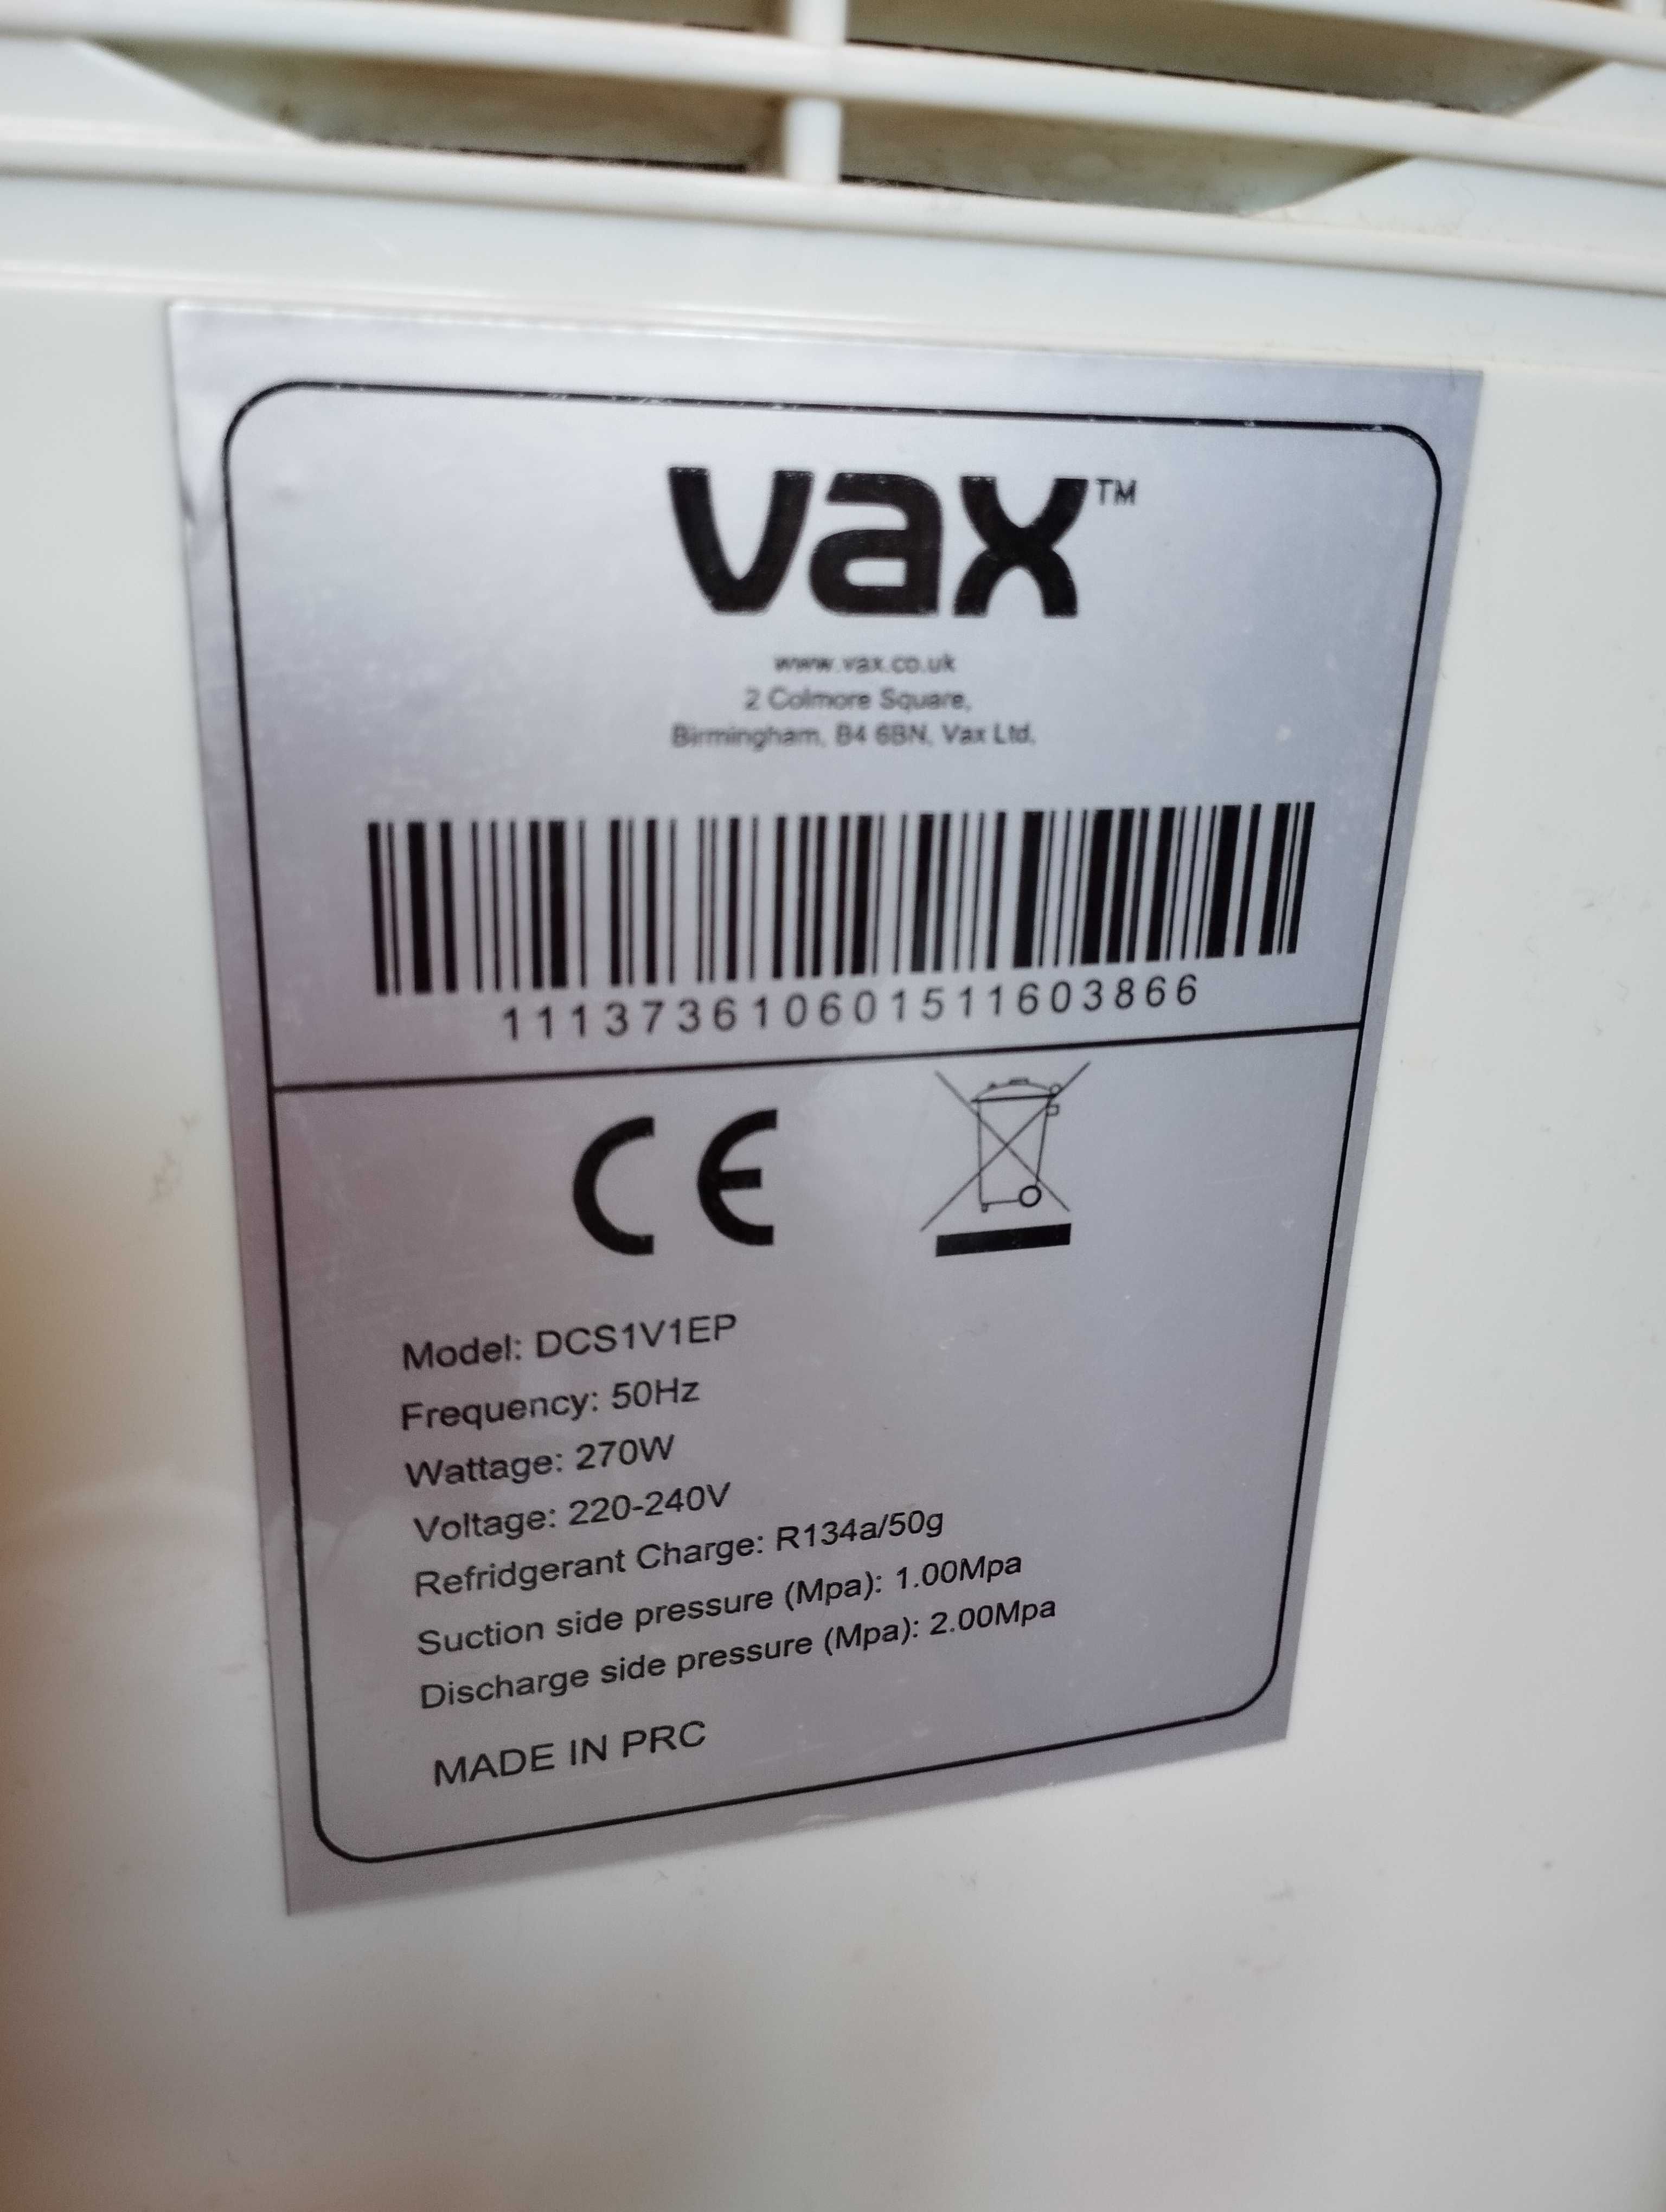 vax™
www.vax.co.uk
2 Colmore Square,
Birmingham, B4 6BN, Vax Ltd.
111373610601511603866
CE
Model: DCS1V1EP
Frequency: 50Hz
Wattage: 270W
Voltage: 220-240V
Refridgerant Charge: R134a/50g
Suction side pressure (Mpa): 1.00Mpa
Discharge side pressure (Mpa): 2.00Mpa
MADE IN PRC